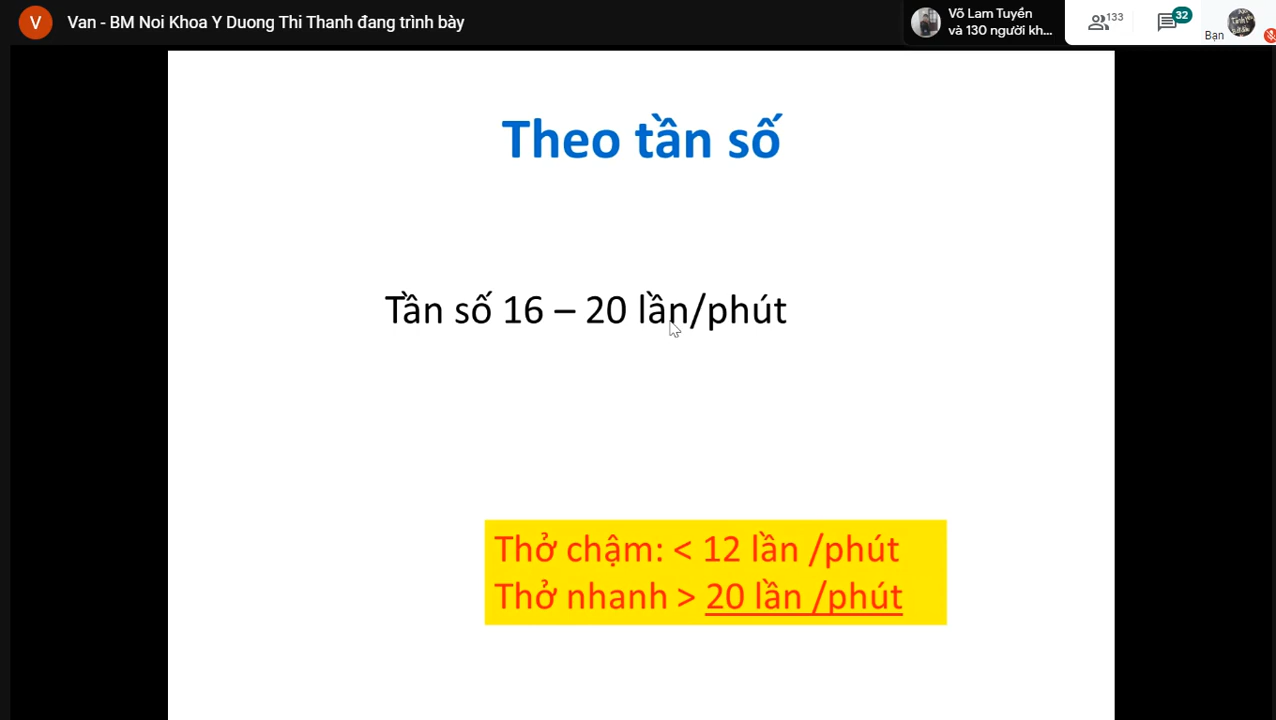 V
Van - BM Noi Khoa Y Duong Thi Thanh đang trình bày
Võ Lam Tuyền
và 130 người kh...
133
32
Bạn
Theo tần số
Tần số 16 – 20 lần/phút
Thở chậm: < 12 lần /phút
Thở nhanh > 20 lần /phút